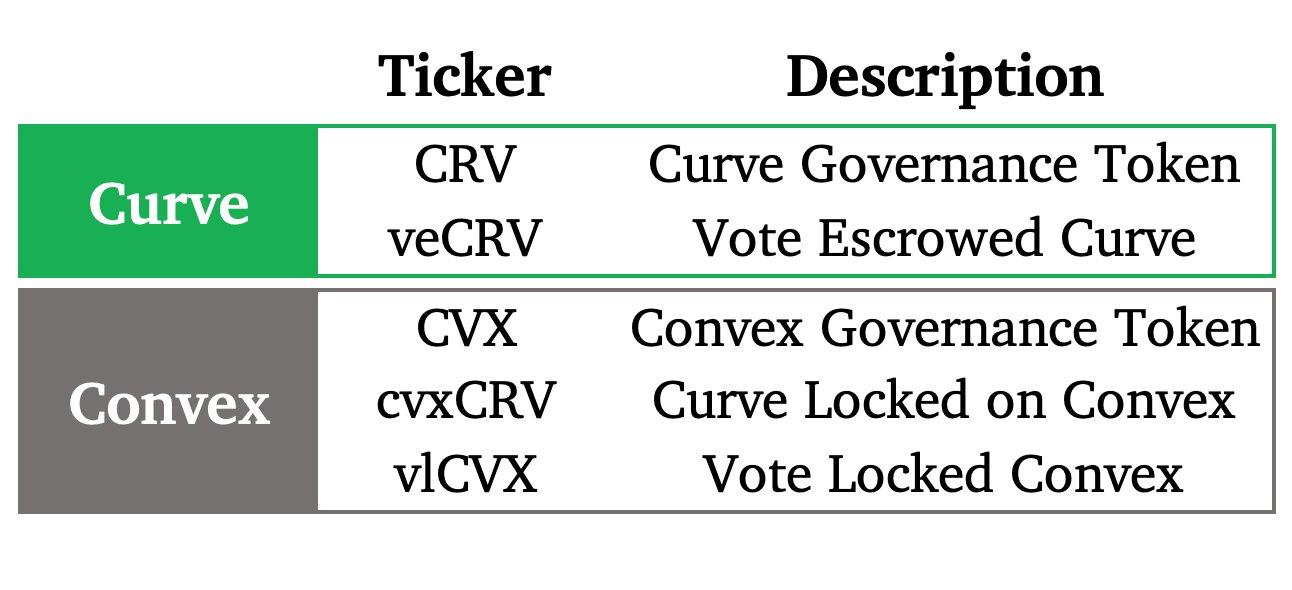 Ticker Description
Curve
CRV Curve Governance Token
veCRV Vote Escrowed Curve
Convex
CVX Convex Governance Token
cvxCRV Curve Locked on Convex
vlCVX Vote Locked Convex